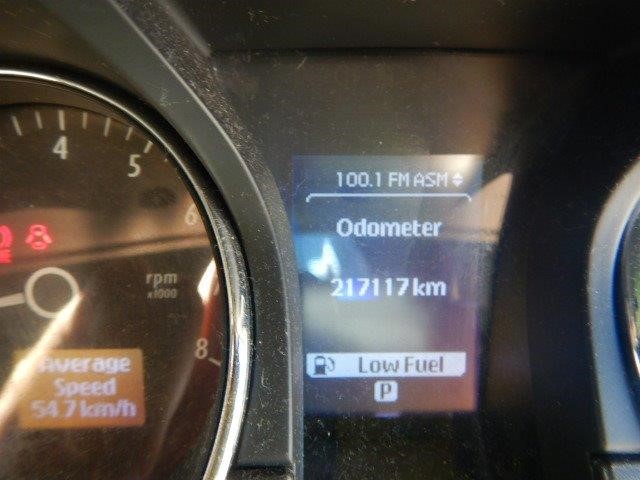 100.1 FM ASM
4
5
6
Odometer
rpm
x1000
217117 km
8
Average
Speed
54.7 km/h
Low Fuel
P